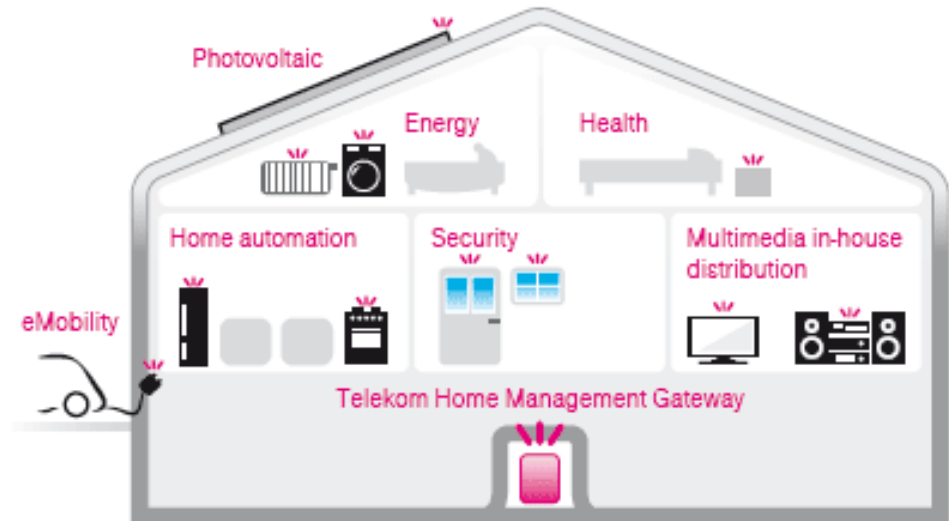 Photovoltaic
Energy
Health
Home automation
Security
Multimedia in-house
distribution
eMobility
Telekom Home Management Gateway